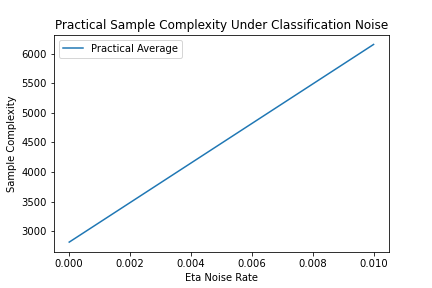 Practical Sample Complexity Under Classification Noise
Practical Average
6000
5500
5000
4500
4000
3500
3000
Sample Complexity
0.000 0.002 0.004 0.006 0.008 0.010
Eta Noise Rate